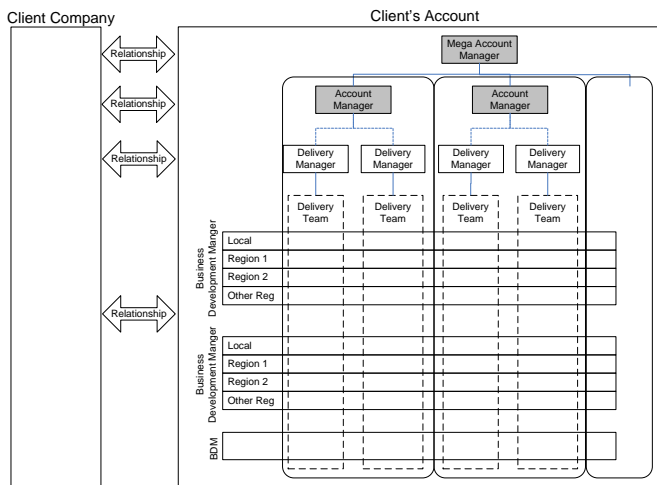 Client Company
Client's Account
Relationship
Mega Account
Manager
Relationship
Account
Manager
Account
Manager
Relationship
Delivery
Manager
Delivery
Manager
Delivery
Manager
Delivery
Manager
Delivery
Team
Delivery
Team
Delivery
Team
Delivery
Team
Business
Development Manger
Local
Region 1
Region 2
Other Reg
Relationship
Business
Development Manger
Local
Region 1
Region 2
Other Reg
BDM